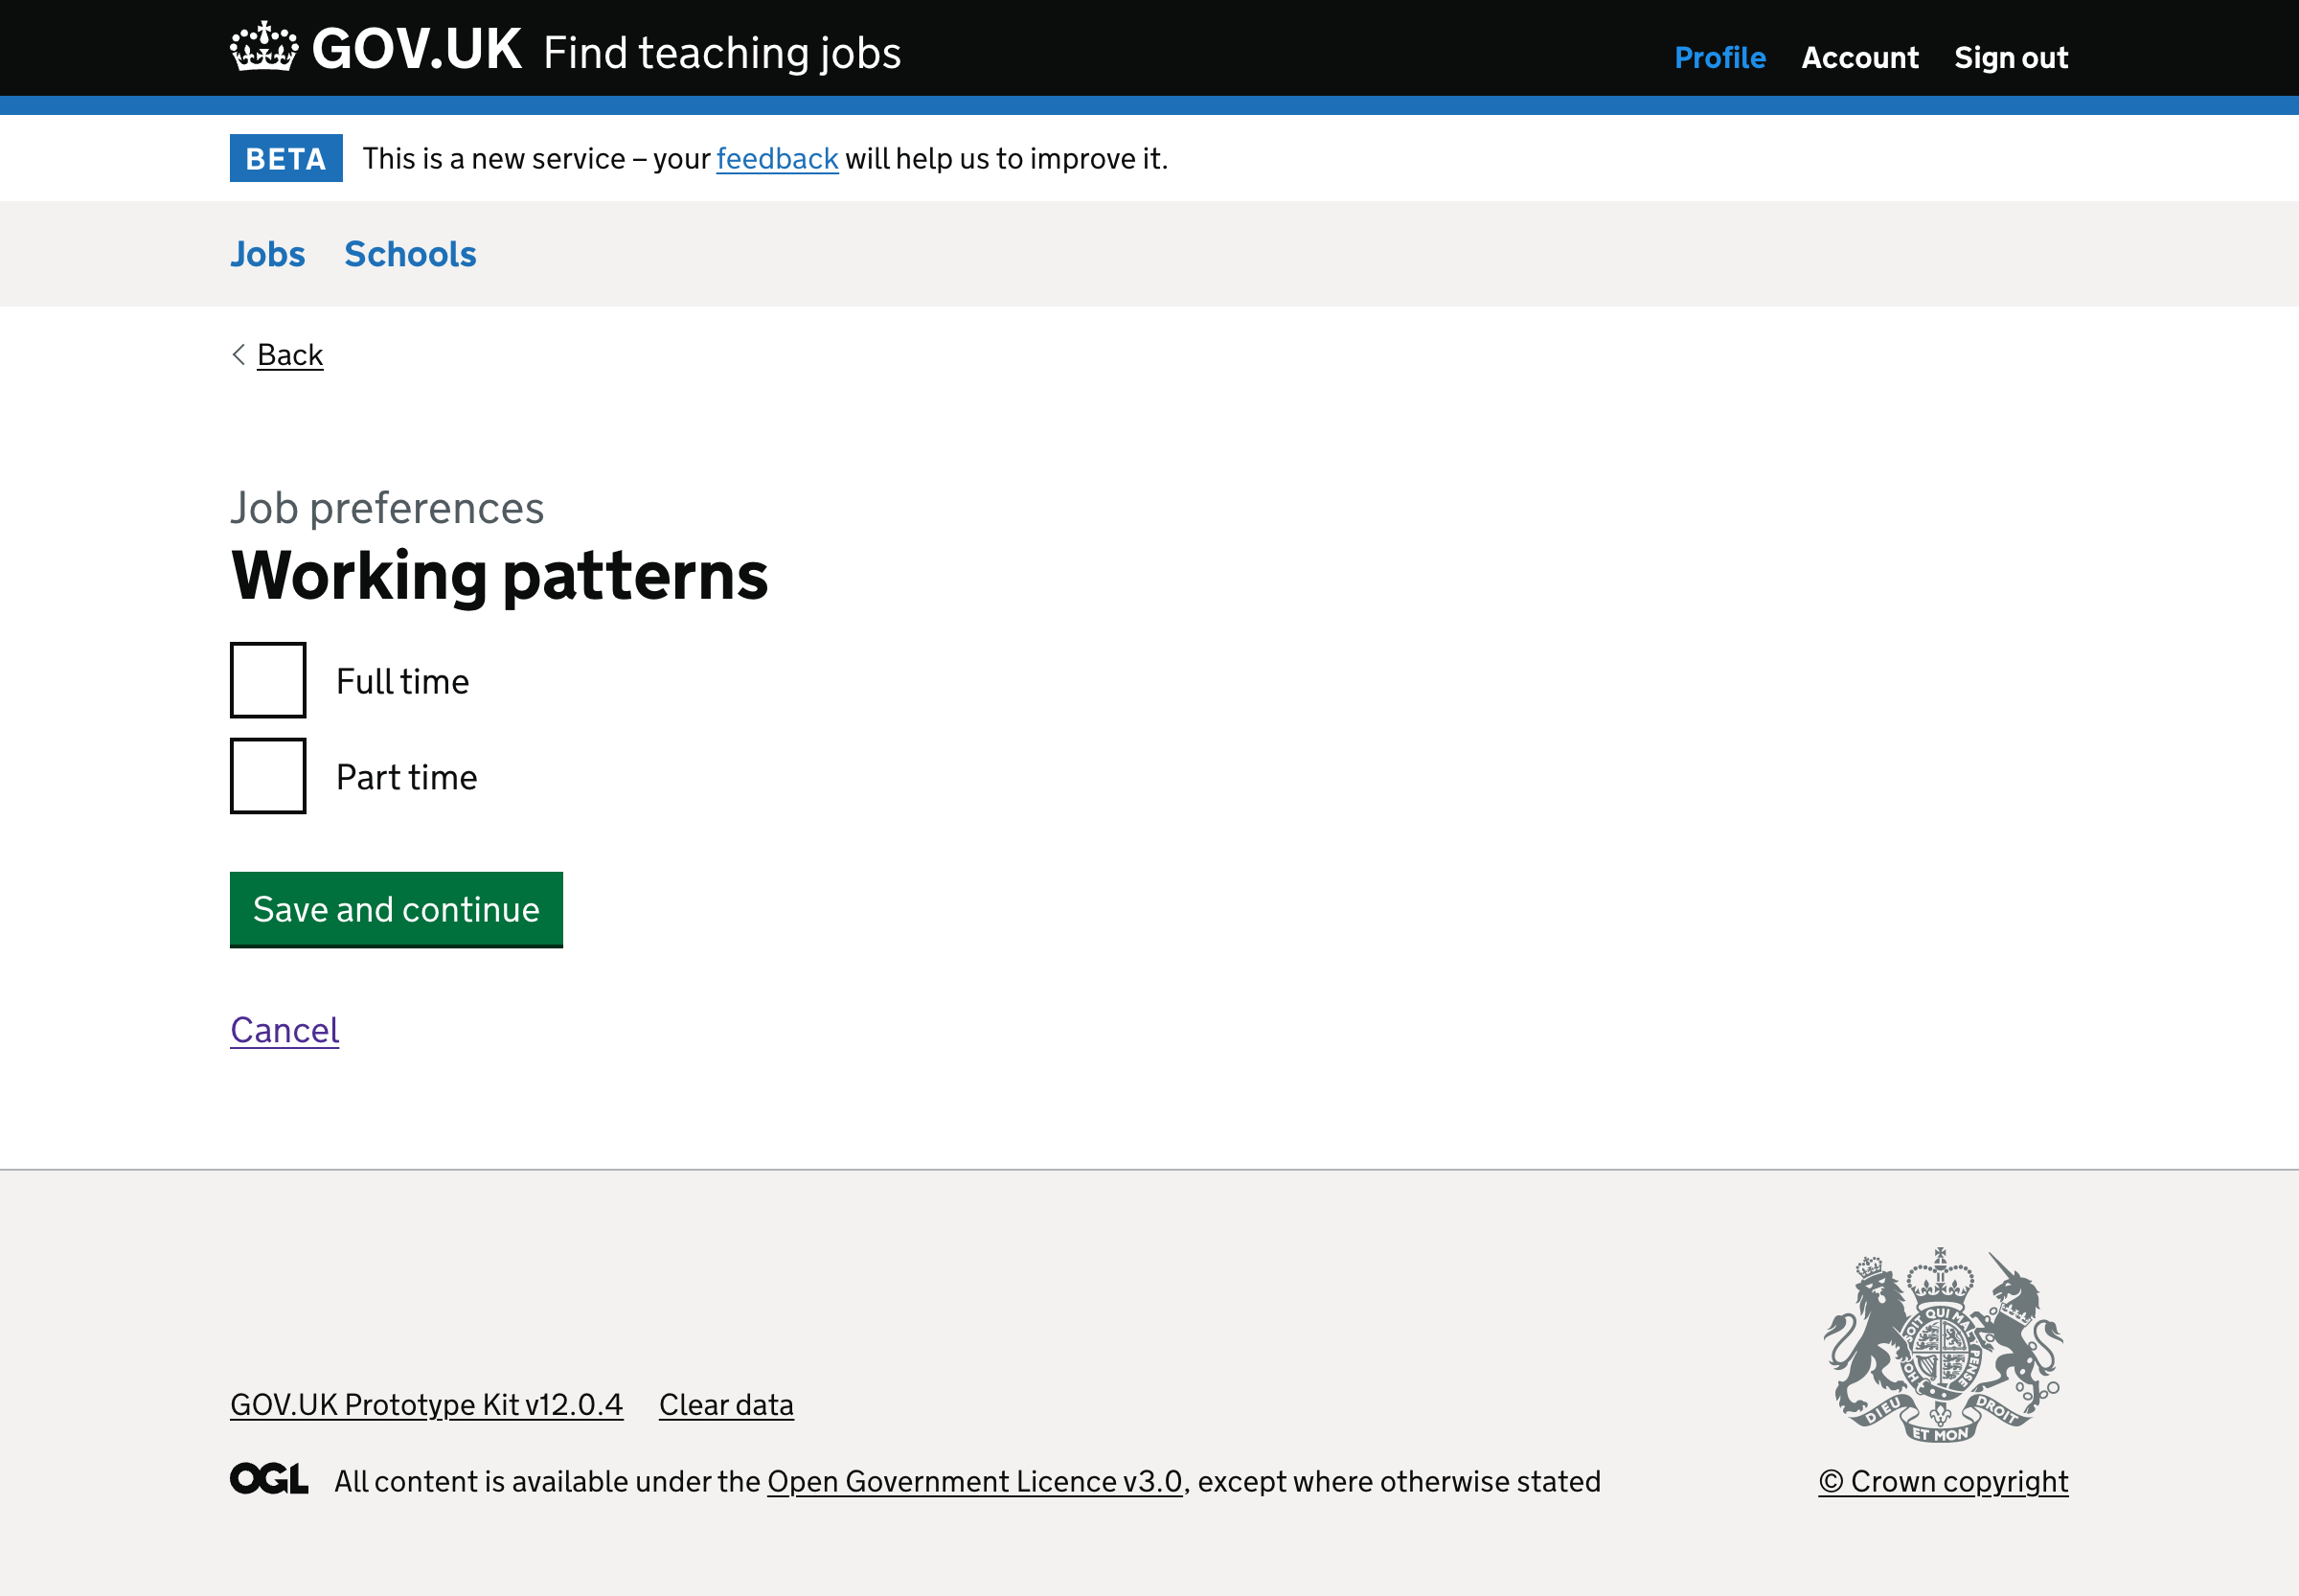 GOV.UK Find teaching jobs
Profile Account Sign out
BETA This is a new service – your feedback will help us to improve it.
Jobs Schools
Back
Job preferences
Working patterns
Full time
Part time
Save and continue
Cancel
GOV.UK Prototype Kit v12.0.4 Clear data
OGL All content is available under the Open Government Licence v3.0, except where otherwise stated
SOIT QUI MAL Y PENSE
DIEU ET MON DROIT
© Crown copyright